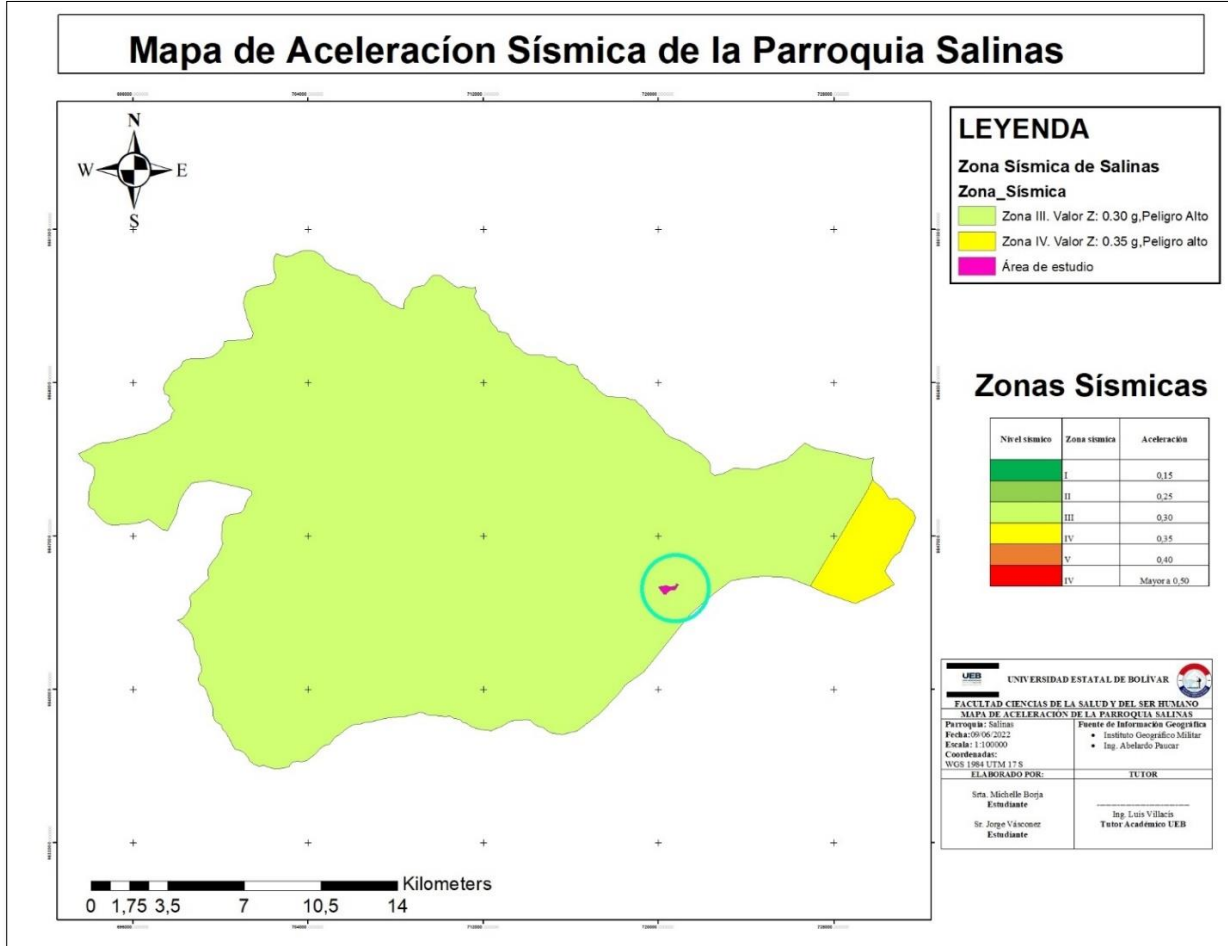 Mapa de Aceleracíon Sísmica de la Parroquia Salinas
704000
712000
N
W
E
S
LEYENDA
Zona Sísmica de Salinas
Zona_Sísmica
Zona III. Valor Z: 0.30 g,Peligro Alto
Zona IV. Valor Z: 0.35 g,Peligro alto
Área de estudio
Zonas Sísmicas
Nivel sísmico Zona sísmica Aceleración
I 0,15
II 0,25
III 0,30
IV 0,35
V 0,40
IV Mayor a 0,50
Kilometers
0 1,75 3,5 7 10,5 14
UEB
UNIVERSIDAD ESTATAL DE BOLÍVAR
FACULTAD CIENCIAS DE LA SALUD Y DEL SER HUMANO
MAPA DE ACELERACIÓN DE LA PARROQUIA SALINAS
Parroquia: Salinas
Fecha:09/06/2022
Escala: 1:100000
Coordenadas:
WGS 1984 UTM 17 S
Fuente de Información Geográfica
• Instituto Geográfico Militar
• Ing. Abelardo Paucar
ELABORADO POR:
TUTOR
Srta. Michelle Borja
Estudiante
Sr. Jorge Vásconez
Estudiante
Ing. Luis Villacís
Tutor Académico UEB